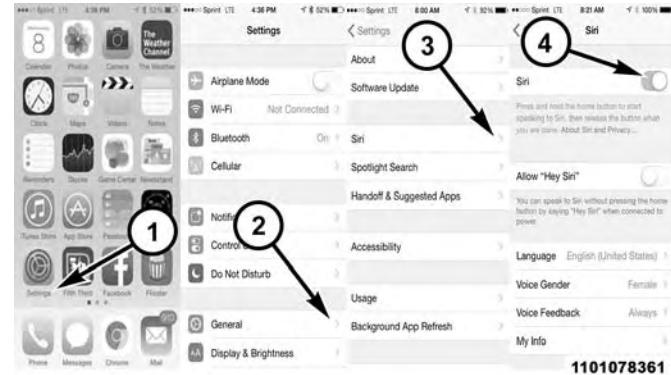 Sprint LTE 4:36 PM 52%
8
The
Weather
Channel
Calendar Photos Camera The Weather
Clock Maps Videos Notes
Reminders Stocks Game Center Newsstand
iTunes Store App Store Passbook
1
Settings Fifth Third Facebook Flixster
Phone Messages Chrome Mail
Sprint LTE 4:36 PM 52%
Settings
Airplane Mode
Wi-Fi Not Connected
Bluetooth On
Cellular
2
Do Not Disturb
General
AA Display & Brightness
Sprint LTE 8:00 AM 92%
Settings
3
About
Software Update
Siri
Spotlight Search
Handoff & Suggested Apps
Accessibility
Usage
Background App Refresh
Sprint LTE 8:21 AM 100%
Siri
4
Siri
Press and hold the home button to start
speaking to Siri, then release the button when
you are done. About Siri and Privacy...
Allow "Hey Siri"
You can speak to Siri without pressing the home
button by saying "Hey Siri" when connected to
power.
Language English (United States)
Voice Gender Female
Voice Feedback Always
My Info
1101078361